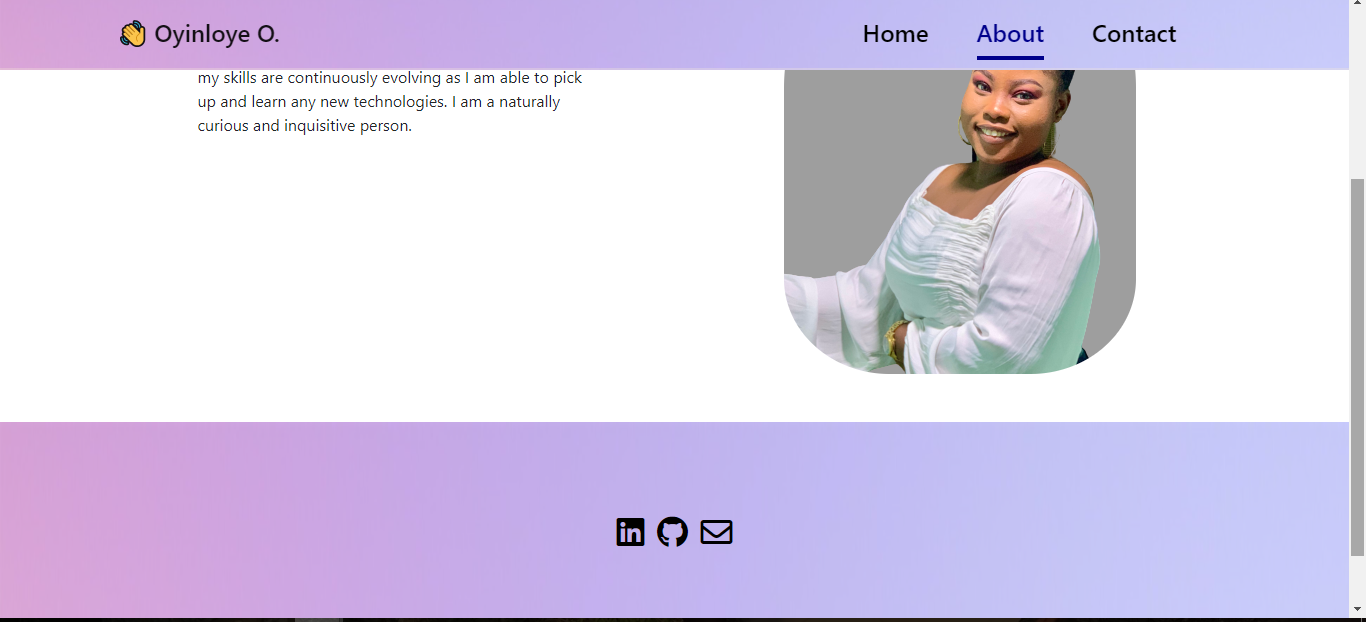 👋 Oyinloye O.
Home About Contact
my skills are continuously evolving as I am able to pick
up and learn any new technologies. I am a naturally
curious and inquisitive person.
in